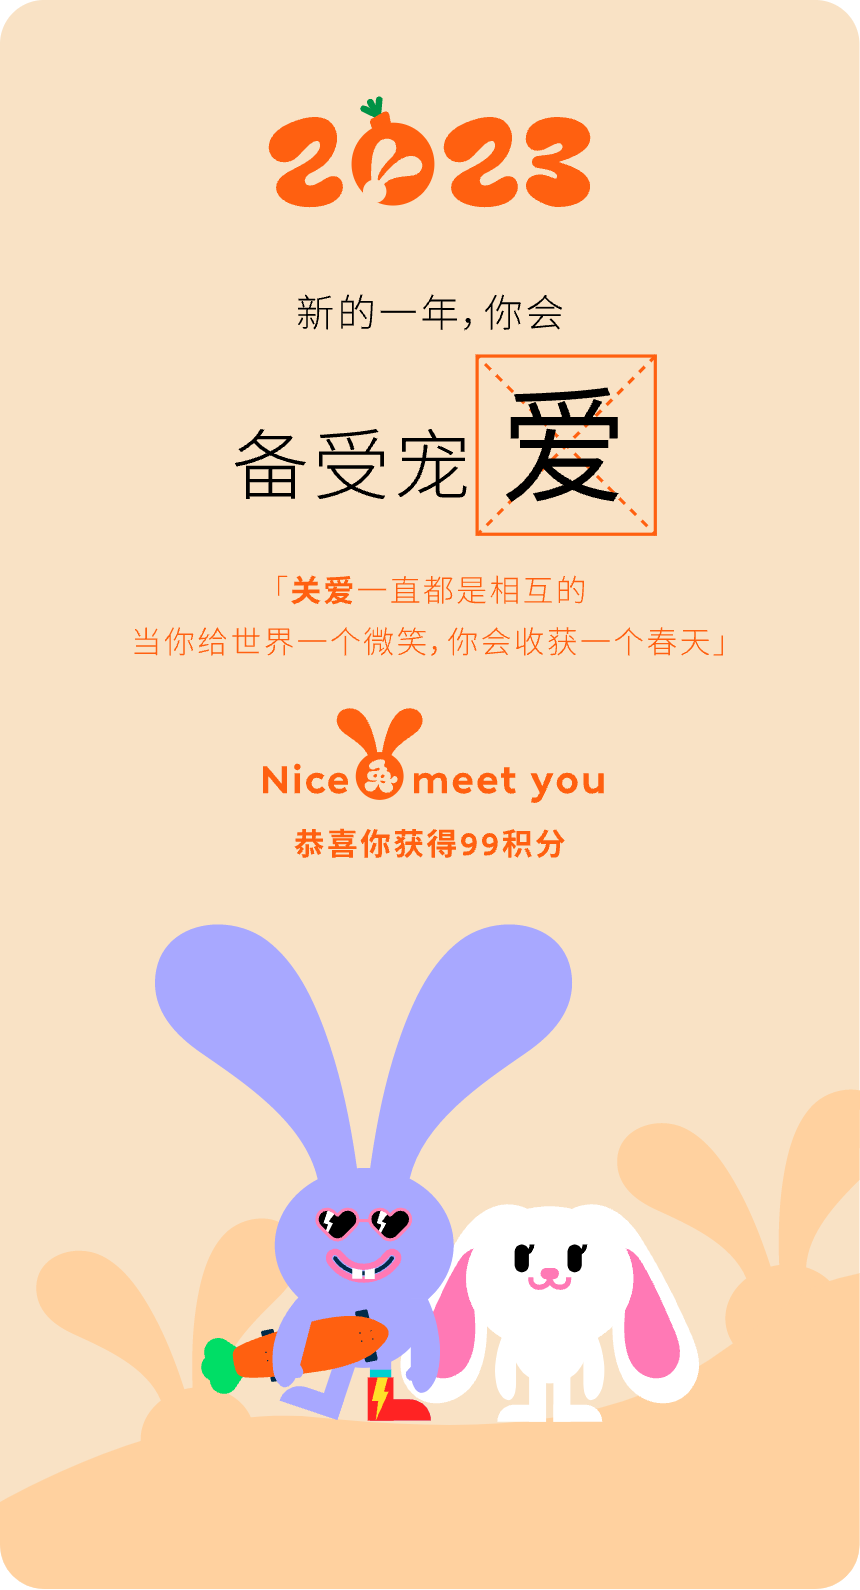 2023
新的一年，你会
备受宠爱
「关爱一直都是相互的
当你给世界一个微笑，你会收获一个春天」
Nice 兔 meet you
恭喜你获得99积分